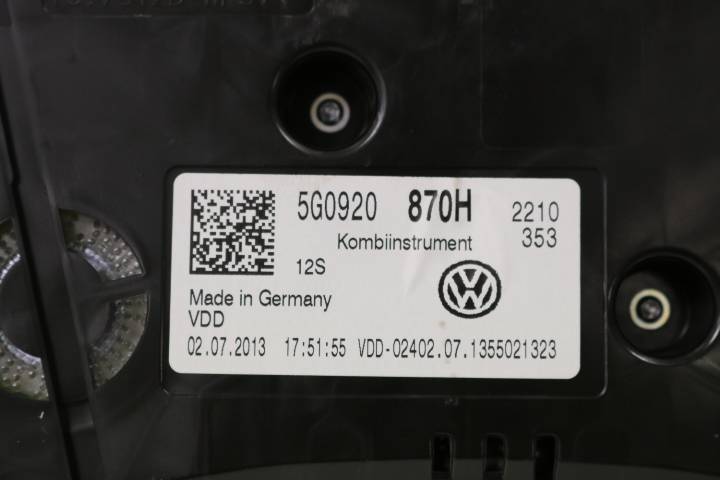 5G0920 870H 2210
Kombiinstrument 353
12S
Made in Germany
VDD
02.07.2013 17:51:55 VDD-02402.07.1355021323